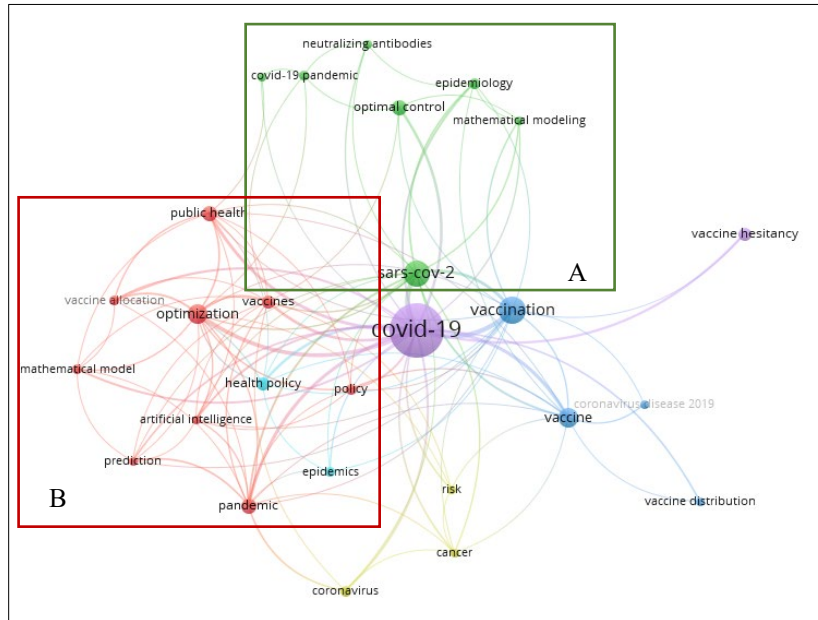 neutralizing antibodies
covid-19 pandemic
epidemiology
optimal control
mathematical modeling
public health
vaccine hesitancy
A
sars-cov-2
vaccine allocation
vaccines
optimization
vaccination
covid-19
mathematical model
health policy
policy
coronavirus disease 2019
artificial intelligence
vaccine
prediction
epidemics
B
pandemic
risk
vaccine distribution
cancer
coronavirus